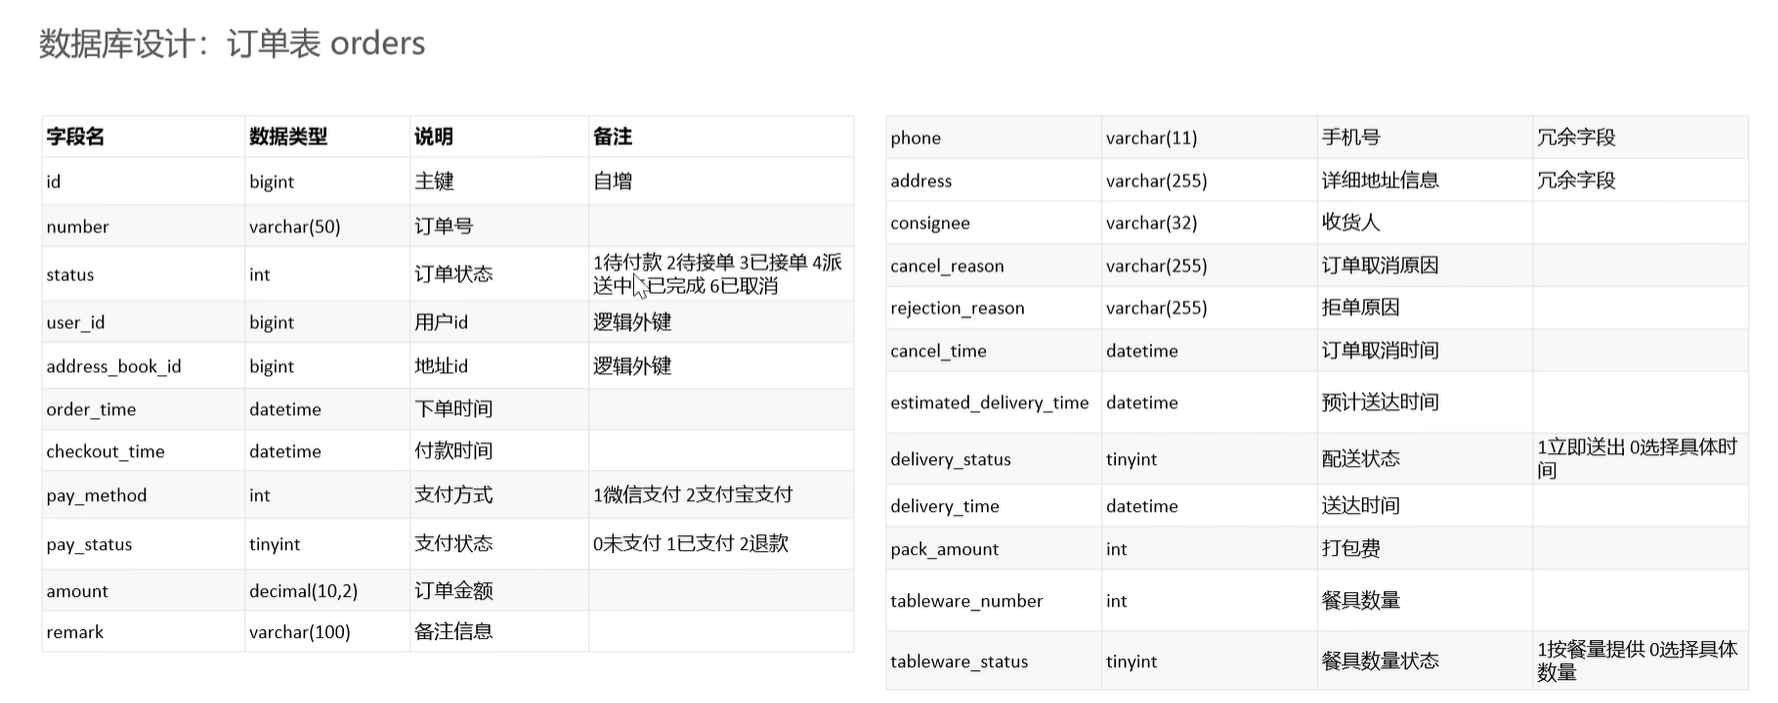 数据库设计：订单表 orders
字段名 数据类型 说明 备注
id bigint 主键 自增
number varchar(50) 订单号
status int 订单状态 1待付款 2待接单 3已接单 4派
送中 已完成 6已取消
user_id bigint 用户id 逻辑外键
address_book_id bigint 地址id 逻辑外键
order_time datetime 下单时间
checkout_time datetime 付款时间
pay_method int 支付方式 1微信支付 2支付宝支付
pay_status tinyint 支付状态 0未支付 1已支付 2退款
amount decimal(10,2) 订单金额
remark varchar(100) 备注信息
phone varchar(11) 手机号 冗余字段
address varchar(255) 详细地址信息 冗余字段
consignee varchar(32) 收货人
cancel_reason varchar(255) 订单取消原因
rejection_reason varchar(255) 拒单原因
cancel_time datetime 订单取消时间
estimated_delivery_time datetime 预计送达时间
delivery_status tinyint 配送状态 1立即送出 0选择具体时
间
delivery_time datetime 送达时间
pack_amount int 打包费
tableware_number int 餐具数量
tableware_status tinyint 餐具数量状态 1按餐量提供 0选择具体
数量